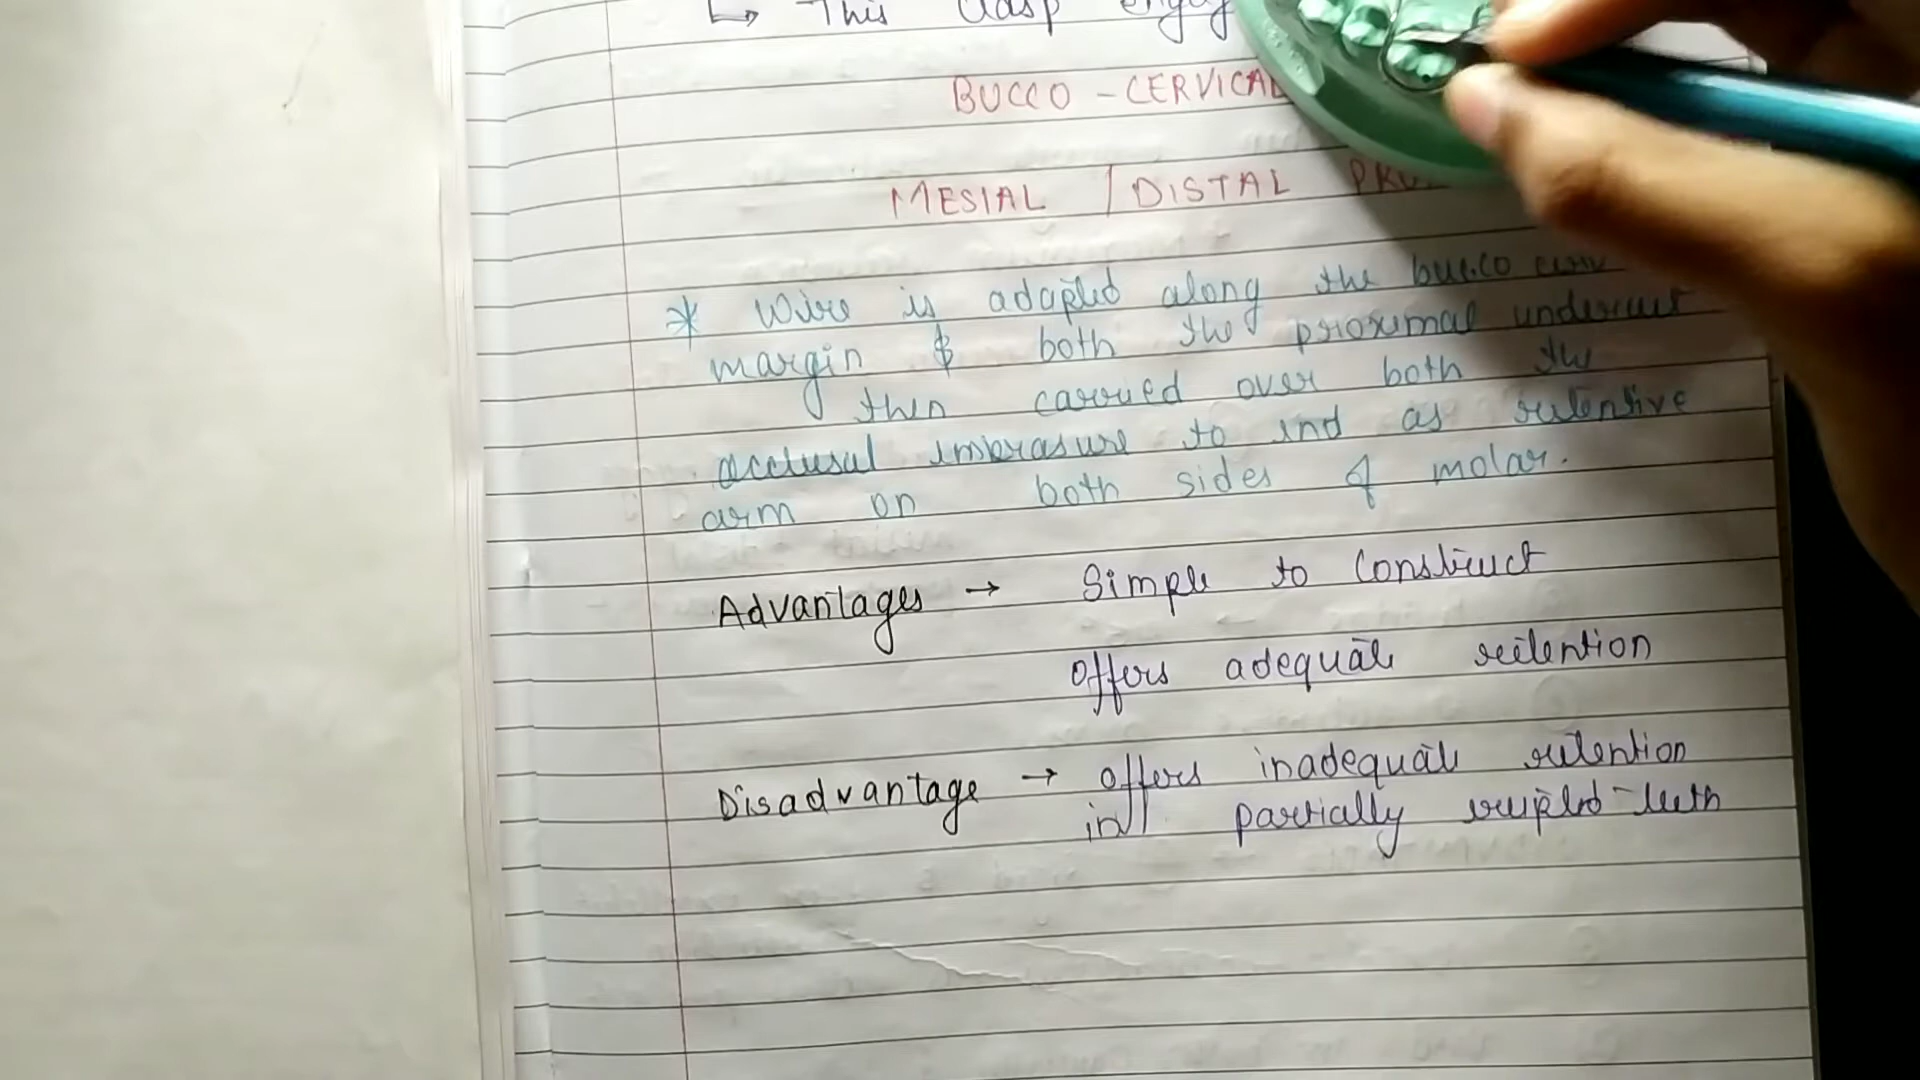 ↳ This Clasp
BUCCO - CERVICAL
MESIAL / DISTAL
* Wire is adapted along the bucco
margin & both the proximal undercut
then carried over both the
occlusal embrasure to end as retentive
arm on both sides of molar.
Advantages → Simple to Construct
offers adequate retention
Disadvantage → offers inadequate retention
in partially erupted teeth